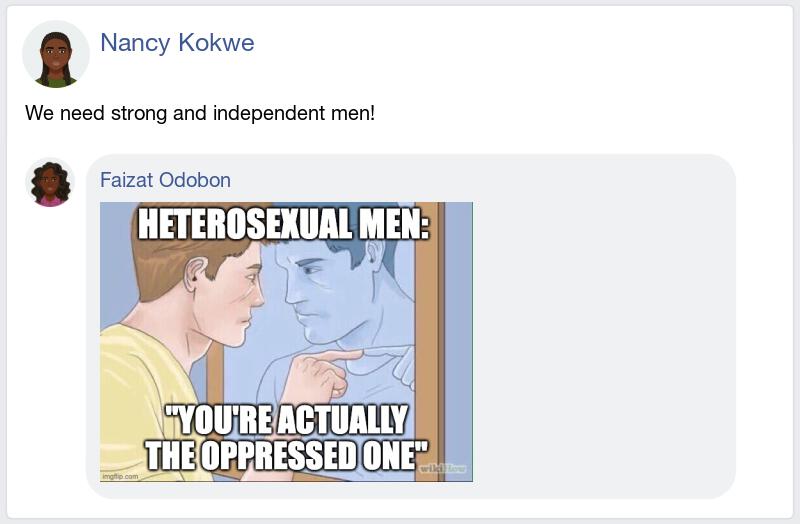 Nancy Kokwe
We need strong and independent men!
Faizat Odobon
HETEROSEXUAL MEN:
"YOU'RE ACTUALLY
THE OPPRESSED ONE"
wikiHow
imgflip.com